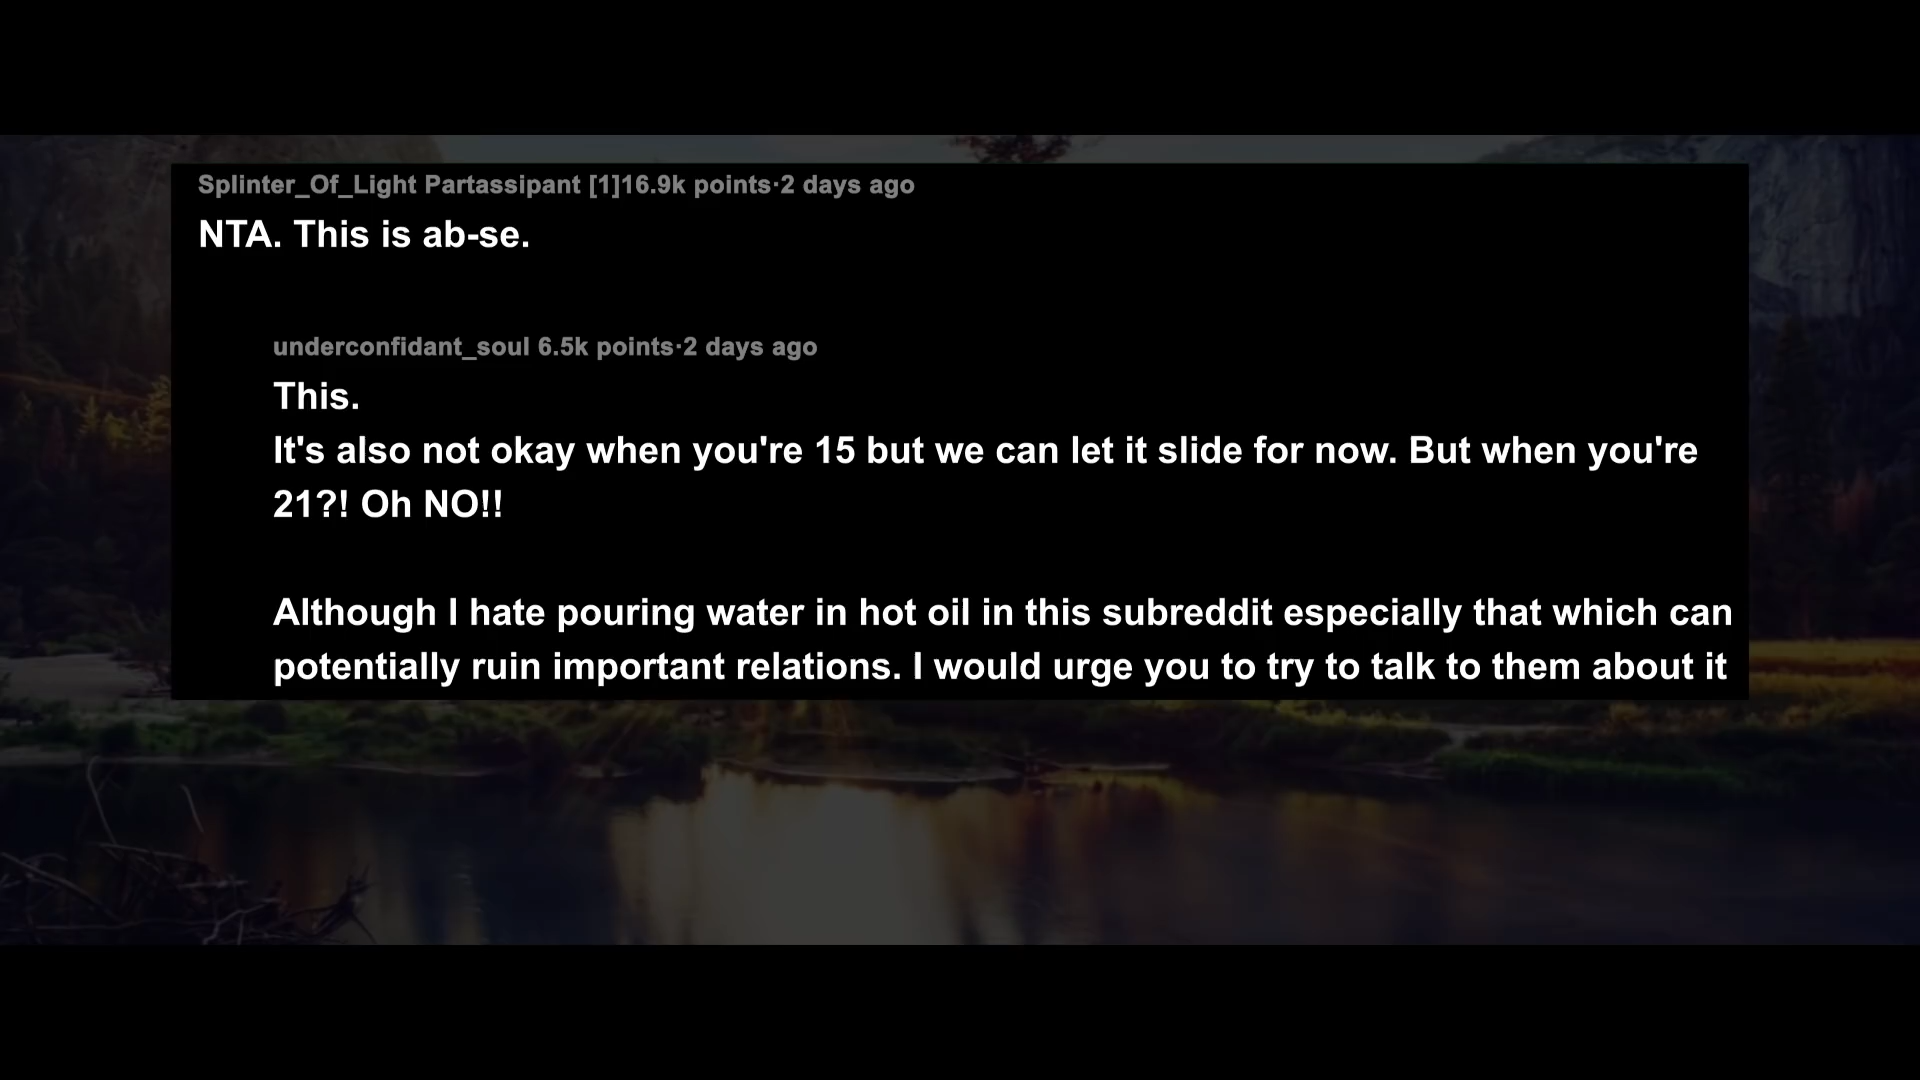 Splinter_Of_Light Partassipant [1]16.9k points·2 days ago
NTA. This is ab-se.
underconfidant_soul 6.5k points·2 days ago
This.
It's also not okay when you're 15 but we can let it slide for now. But when you're
21?! Oh NO!!
Although I hate pouring water in hot oil in this subreddit especially that which can
potentially ruin important relations. I would urge you to try to talk to them about it